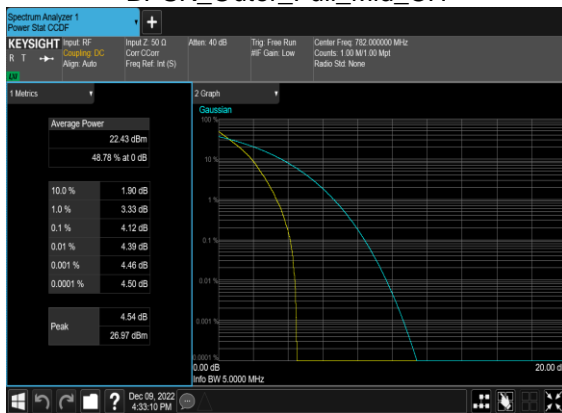 Spectrum Analyzer 1
Power Stat CCDF
+
KEYSIGHT
R T
LXI
Input: RF
Coupling: DC
Align: Auto
Input Z: 50 Ω
Corr CCorr
Freq Ref: Int (S)
Atten: 40 dB
Trig: Free Run
#IF Gain: Low
Center Freq: 782.000000 MHz
Counts: 1.00 M/1.00 Mpt
Radio Std: None
1 Metrics
Average Power
22.43 dBm
48.78 % at 0 dB
10.0 % 1.90 dB
1.0 % 3.33 dB
0.1 % 4.12 dB
0.01 % 4.39 dB
0.001 % 4.46 dB
0.0001 % 4.50 dB
Peak
4.54 dB
26.97 dBm
2 Graph
Gaussian
100 %
10 %
1 %
0.1 %
0.01 %
0.001 %
0.0001 %
0.00 dB
20.00 d
Info BW 5.0000 MHz
?
Dec 09, 2022
4:33:10 PM